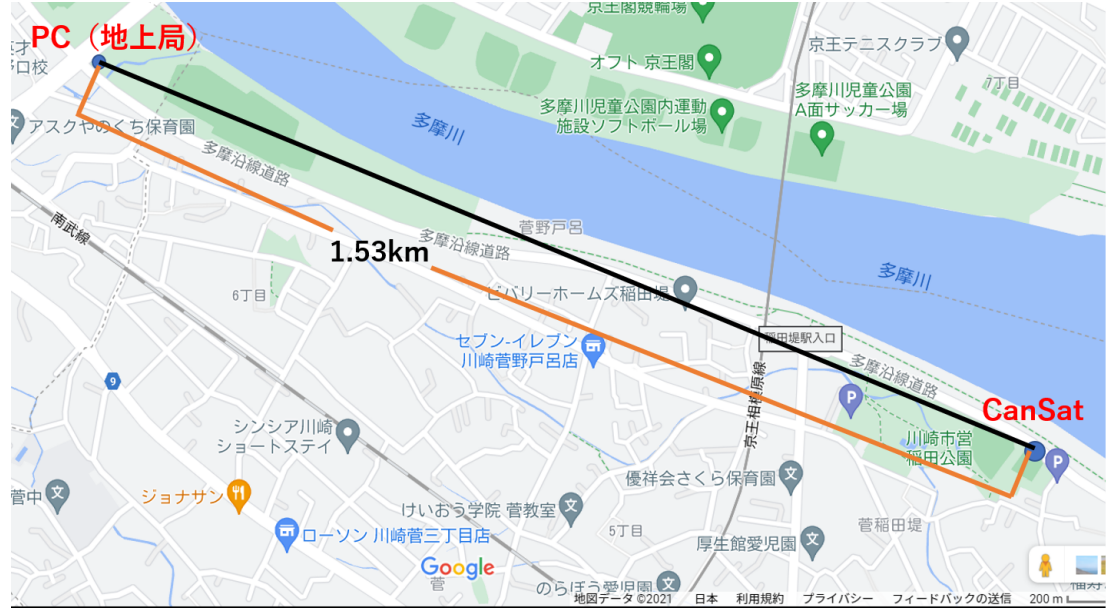 京王閣競輪場
PC（地上局）
京王テニスクラブ
口校
オフト 京王閣
7丁目
多摩川児童公園
A面サッカー場
多摩川児童公園内運動
施設ソフトボール場
アスクやのくち保育園
多摩川
多摩沿線道路
南武線
菅野戸呂
多摩沿線道路
1.53km
多摩川
6丁目
ビバリーホームズ稲田堤
稲田堤駅入口
セブン-イレブン
川崎菅野戸呂店
多摩沿線道路
9
京王相模原線
P
CanSat
シンシア川崎
ショートステイ
川崎市営
稲田公園
P
優祥会さくら保育園
文
菅中
文
ジョナサン
けいおう学院 菅教室
文
菅稲田堤
ローソン 川崎菅三丁目店
5丁目
厚生館愛児園
文
Google
菅
のらぼう愛児園
文
地図データ ©2021
日本
利用規約
プライバシー
フィードバックの送信
200 m